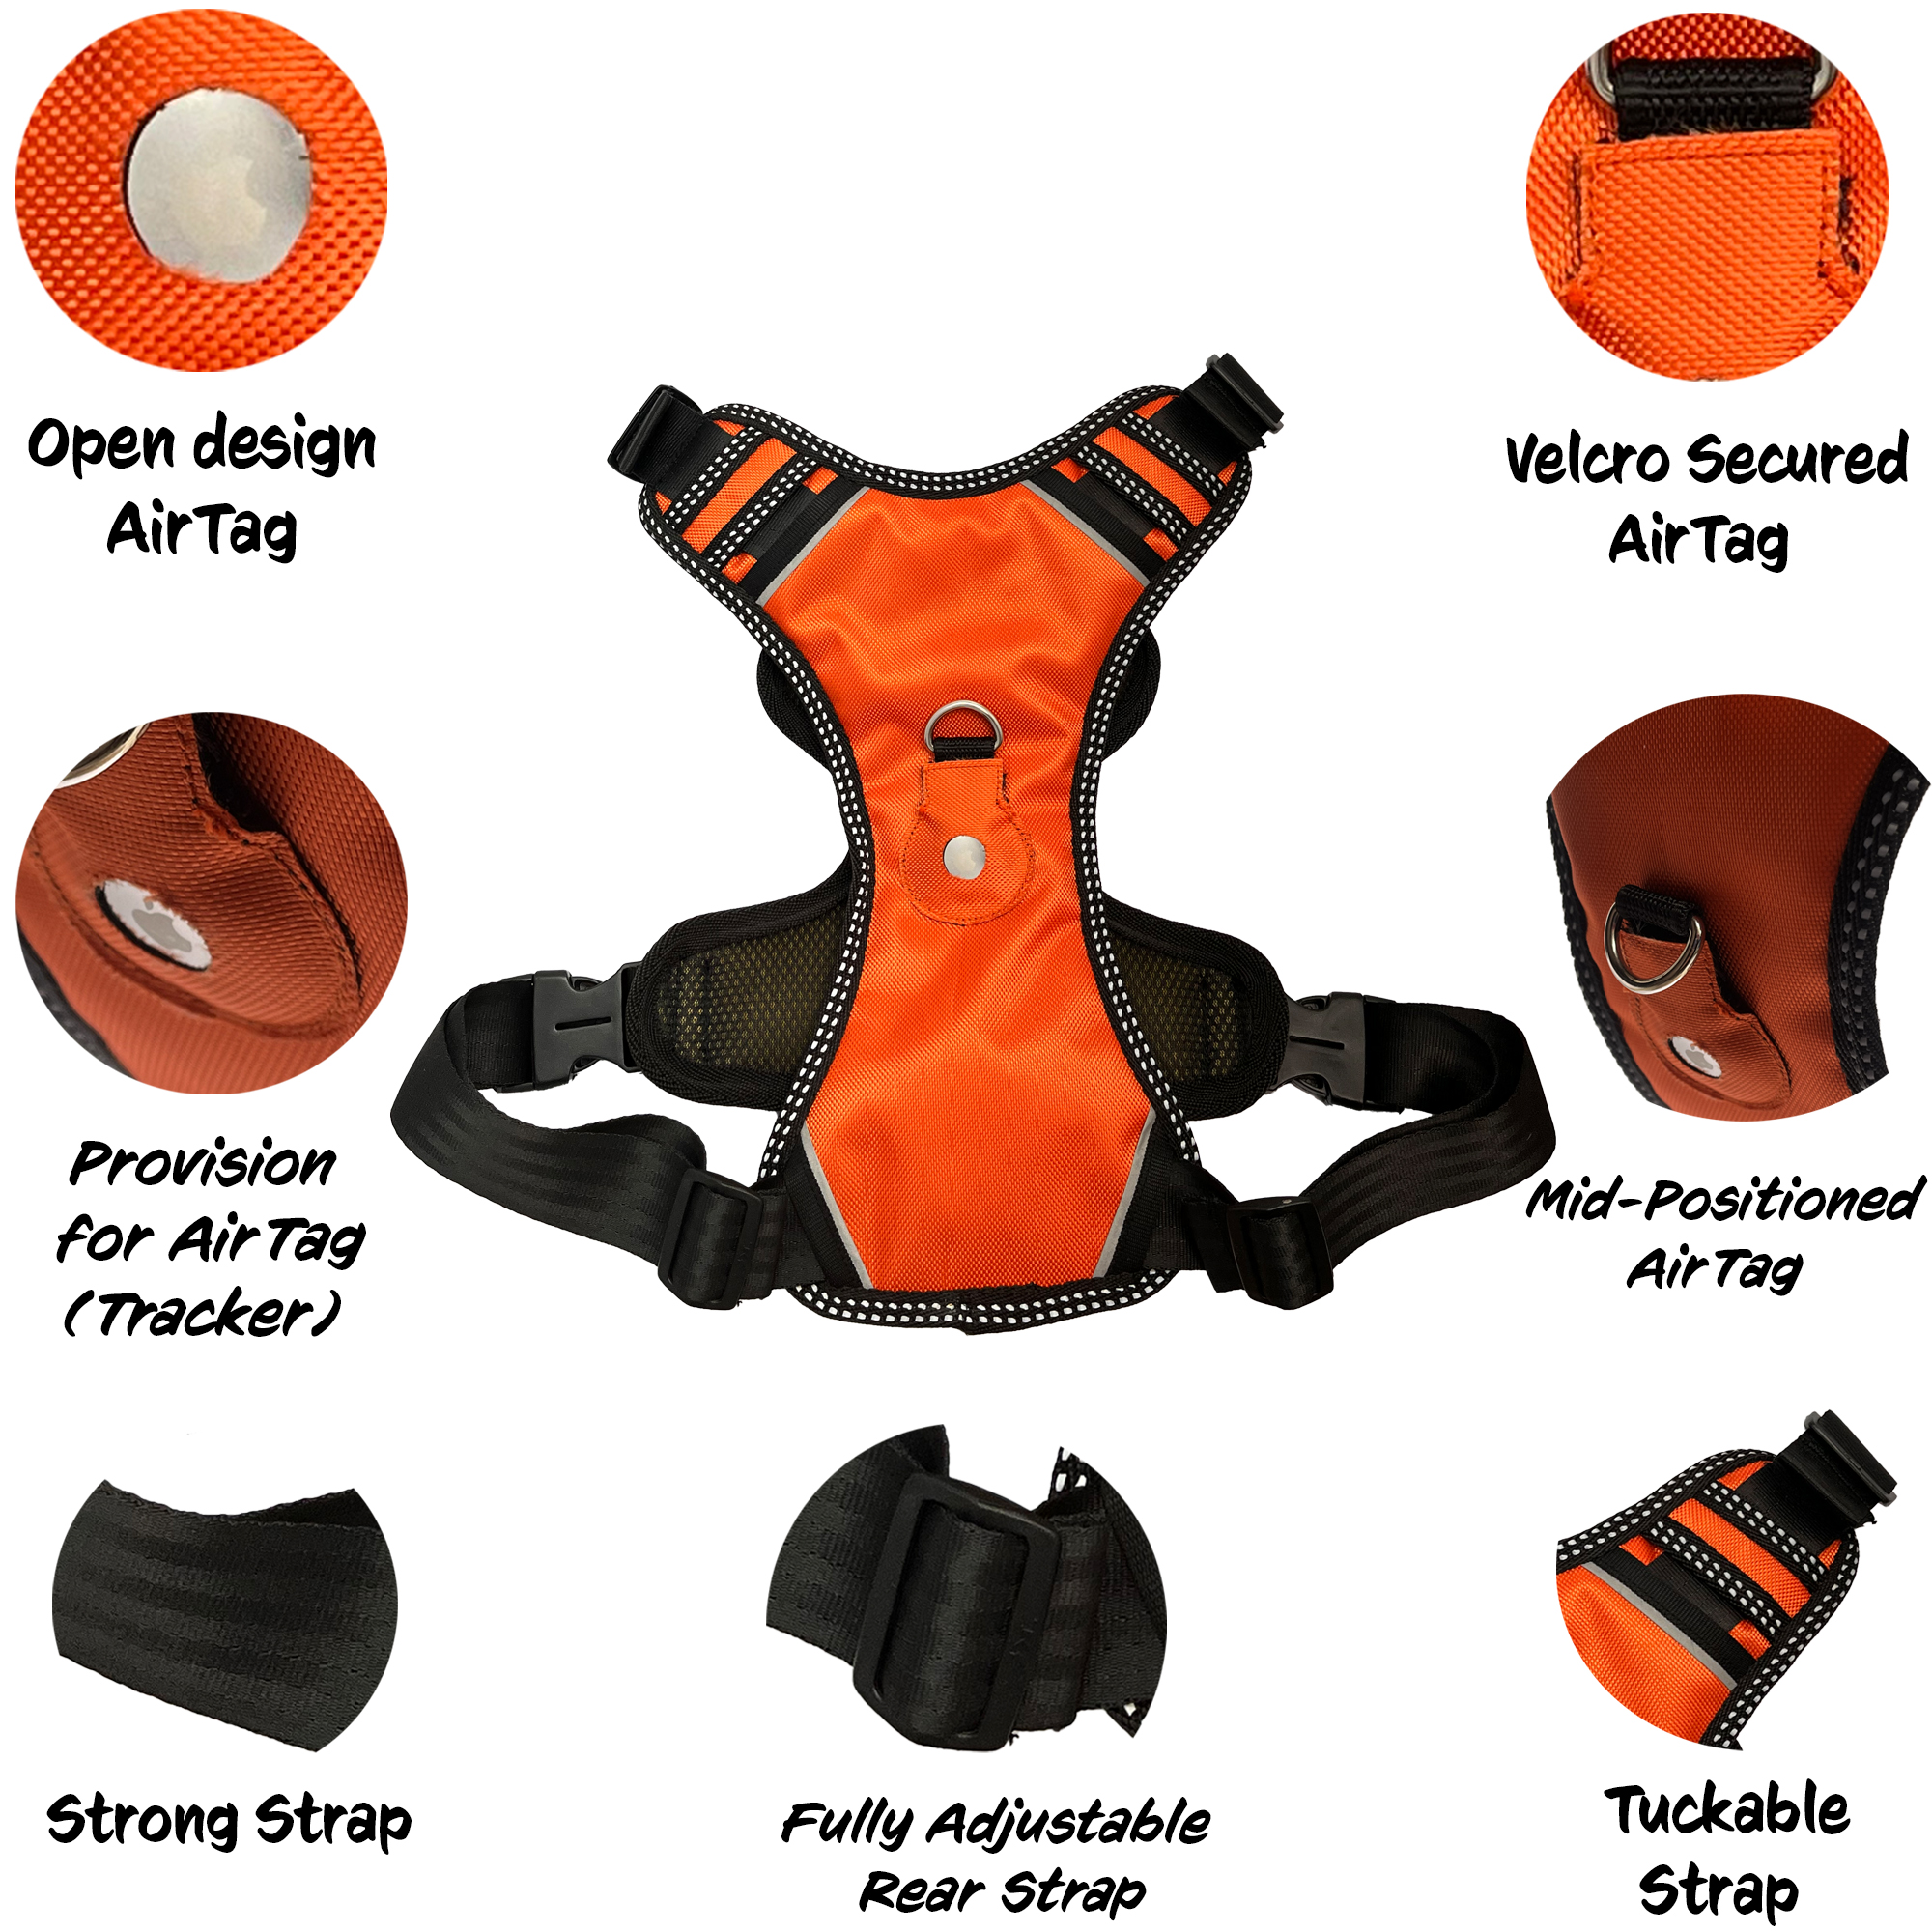 Open design
AirTag
Velcro Secured
AirTag
Provision
for AirTag
(Tracker)
Mid-Positioned
AirTag
Strong Strap
Fully Adjustable
Rear Strap
Tuckable
Strap